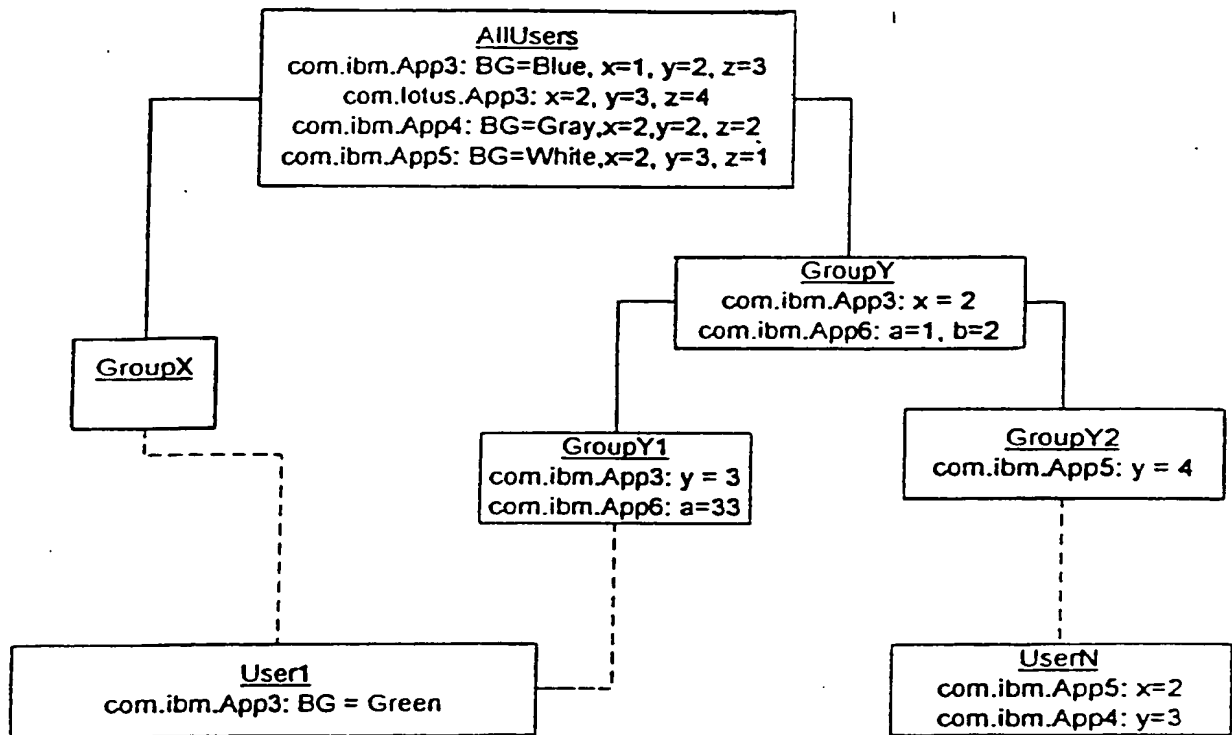 AllUsers
com.ibm.App3: BG=Blue, x=1, y=2, z=3
com.lotus.App3: x=2, y=3, z=4
com.ibm.App4: BG=Gray,x=2,y=2, z=2
com.ibm.App5: BG=White,x=2, y=3, z=1
GroupY
com.ibm.App3: x = 2
com.ibm.App6: a=1, b=2
GroupX
GroupY1
com.ibm.App3: y = 3
com.ibm.App6: a=33
GroupY2
com.ibm.App5: y = 4
User1
com.ibm.App3: BG = Green
UserN
com.ibm.App5: x=2
com.ibm.App4: y=3